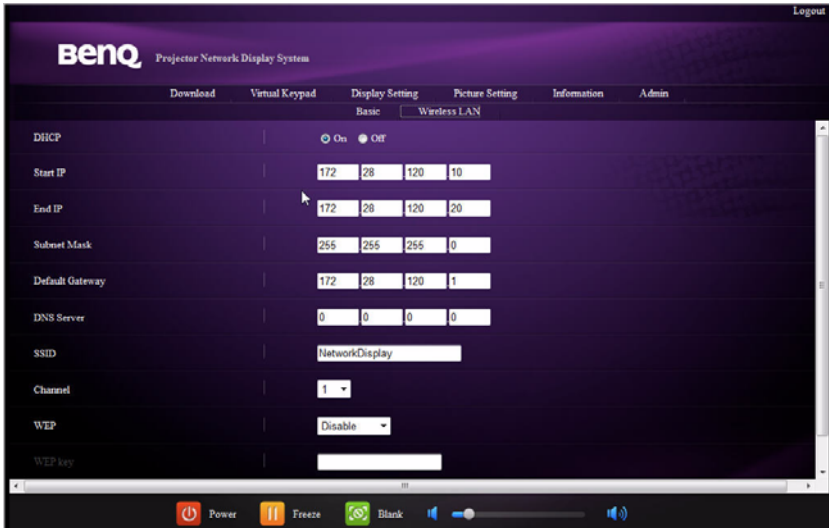 Logout
BenQ Projector Network Display System
Download Virtual Keypad Display Setting Picture Setting Information Admin
Basic Wireless LAN
DHCP On Off
Start IP 172 .28 .120 .10
End IP 172 .28 .120 .20
Subnet Mask 255 .255 .255 .0
Default Gateway 172 .28 .120 .1
DNS Server 0 .0 .0 .0
SSID NetworkDisplay
Channel 1
WEP Disable
WEP key
Power Freeze Blank